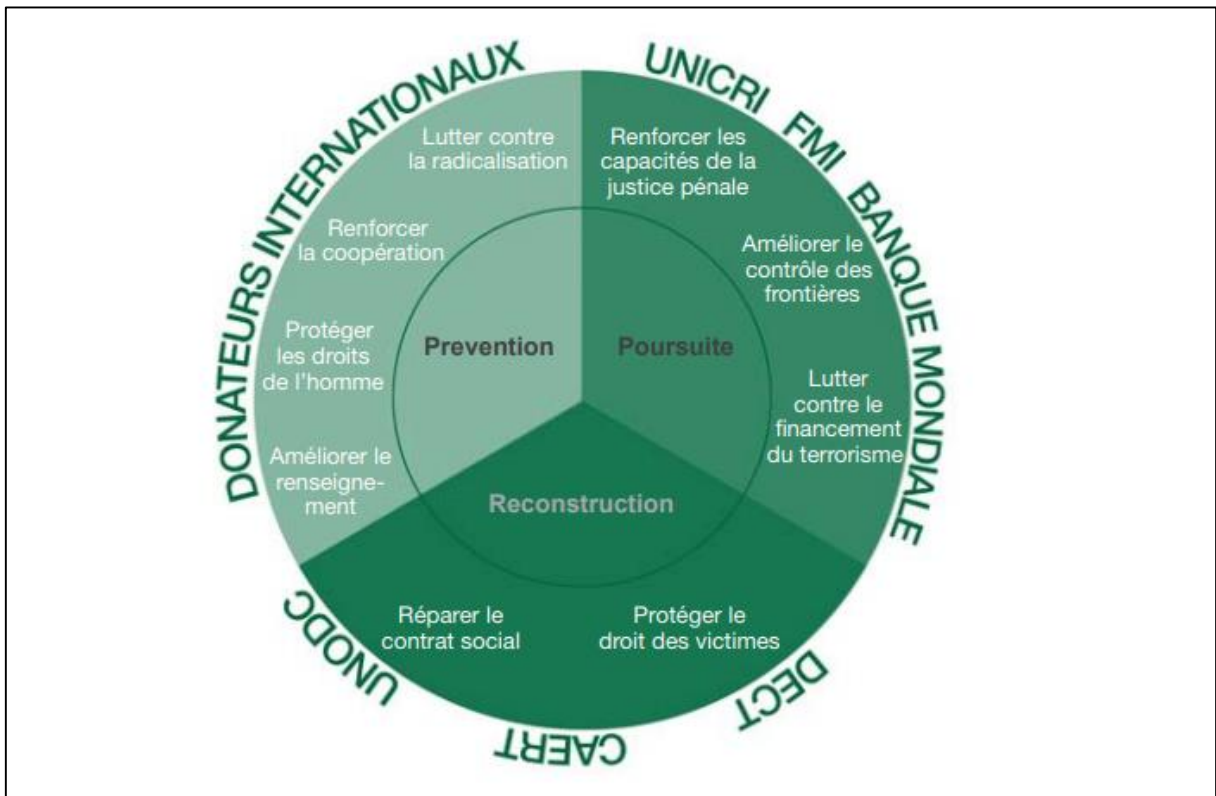 DONATEURS INTERNATIONAUX
UNICRI FMI BANQUE MONDIALE
Lutter contre
la radicalisation
Renforcer
la coopération
Protéger
les droits
de l'homme
Améliorer le
renseigne-
ment
Prevention
Renforcer les
capacités de la
justice pénale
Améliorer le
contrôle des
frontières
Lutter
contre le
financement
du terrorisme
Poursuite
Reconstruction
Réparer le
contrat social
Protéger le
droit des victimes
UNODC
CAERT
DECT